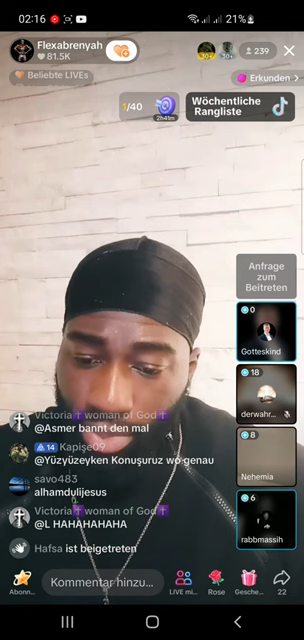 02:16
21%
Flexabrenyah
81.5K
239
Beliebte LIVEs
Erkunden
1/40
2h41m
Wöchentliche
Rangliste
Anfrage
zum
Beitreten
0
Gotteskind
18
derwahr...
8
Nehemia
6
rabbmassih
Victoria woman of God
@Asmer bannt den mal
14 Kapişe09
@Yüzyüzeyken Konuşuruz wo genau
savo483
alhamdulijesus
Victoria woman of God
@L HAHAHAHAHA
Hafsa ist beigetreten
Kommentar hinzu...
Abonn...
LIVE mi...
Rose
Gesche...
22